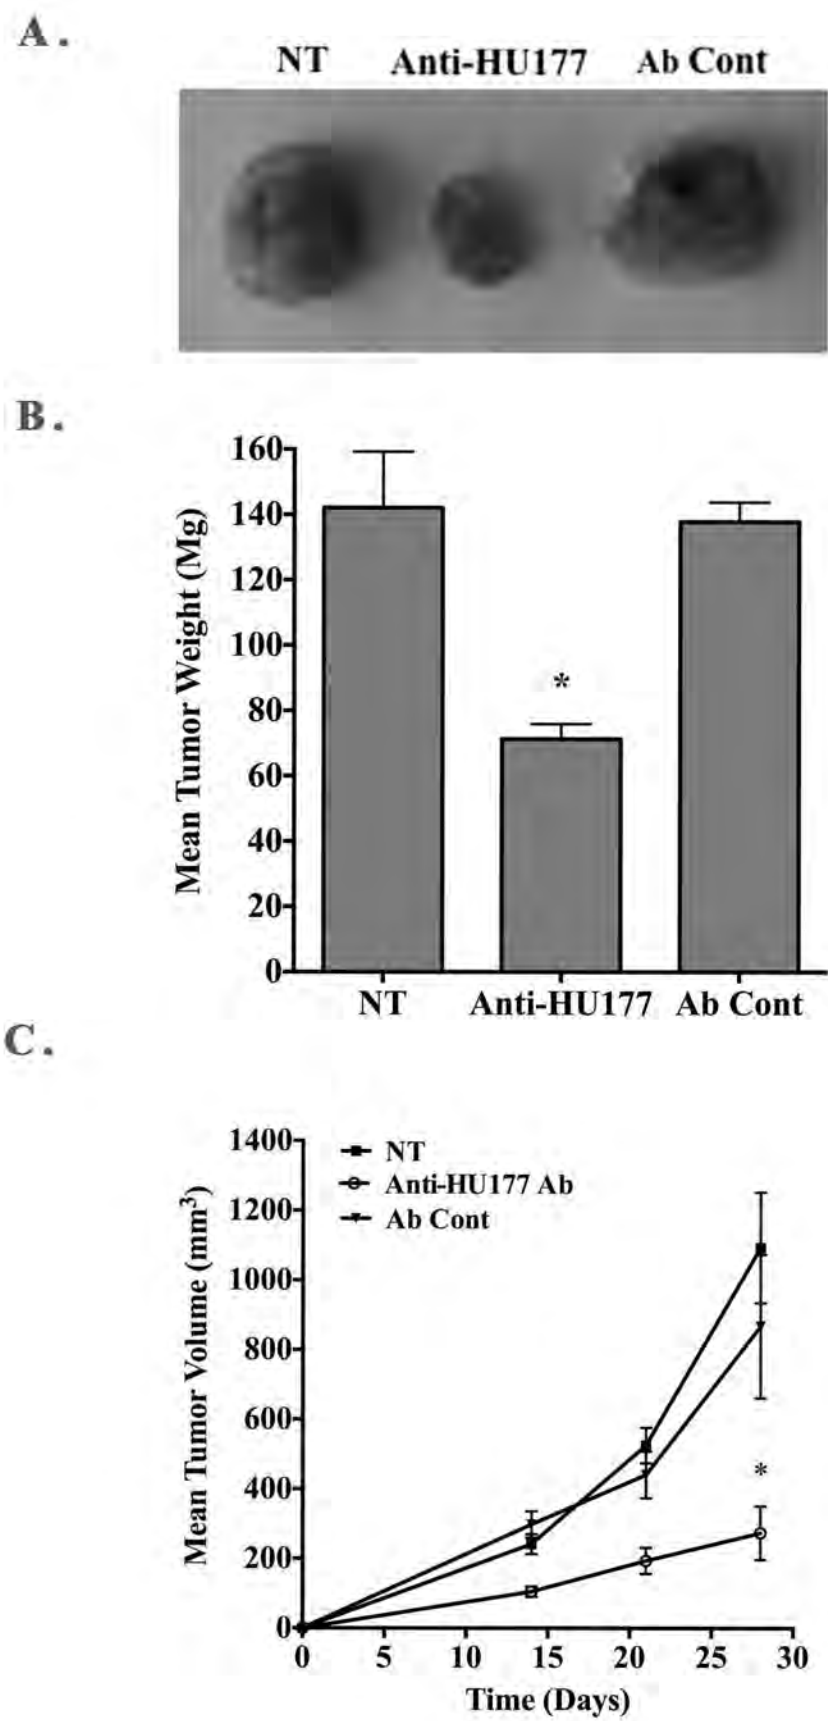 A.
NT Anti-HU177 Ab Cont
B.
Mean Tumor Weight (Mg)
160
140
120
100
80
60
40
20
0
*
NT Anti-HU177 Ab Cont
C.
Mean Tumor Volume (mm³)
1400
1200
1000
800
600
400
200
0
NT
Anti-HU177 Ab
Ab Cont
*
0 5 10 15 20 25 30
Time (Days)